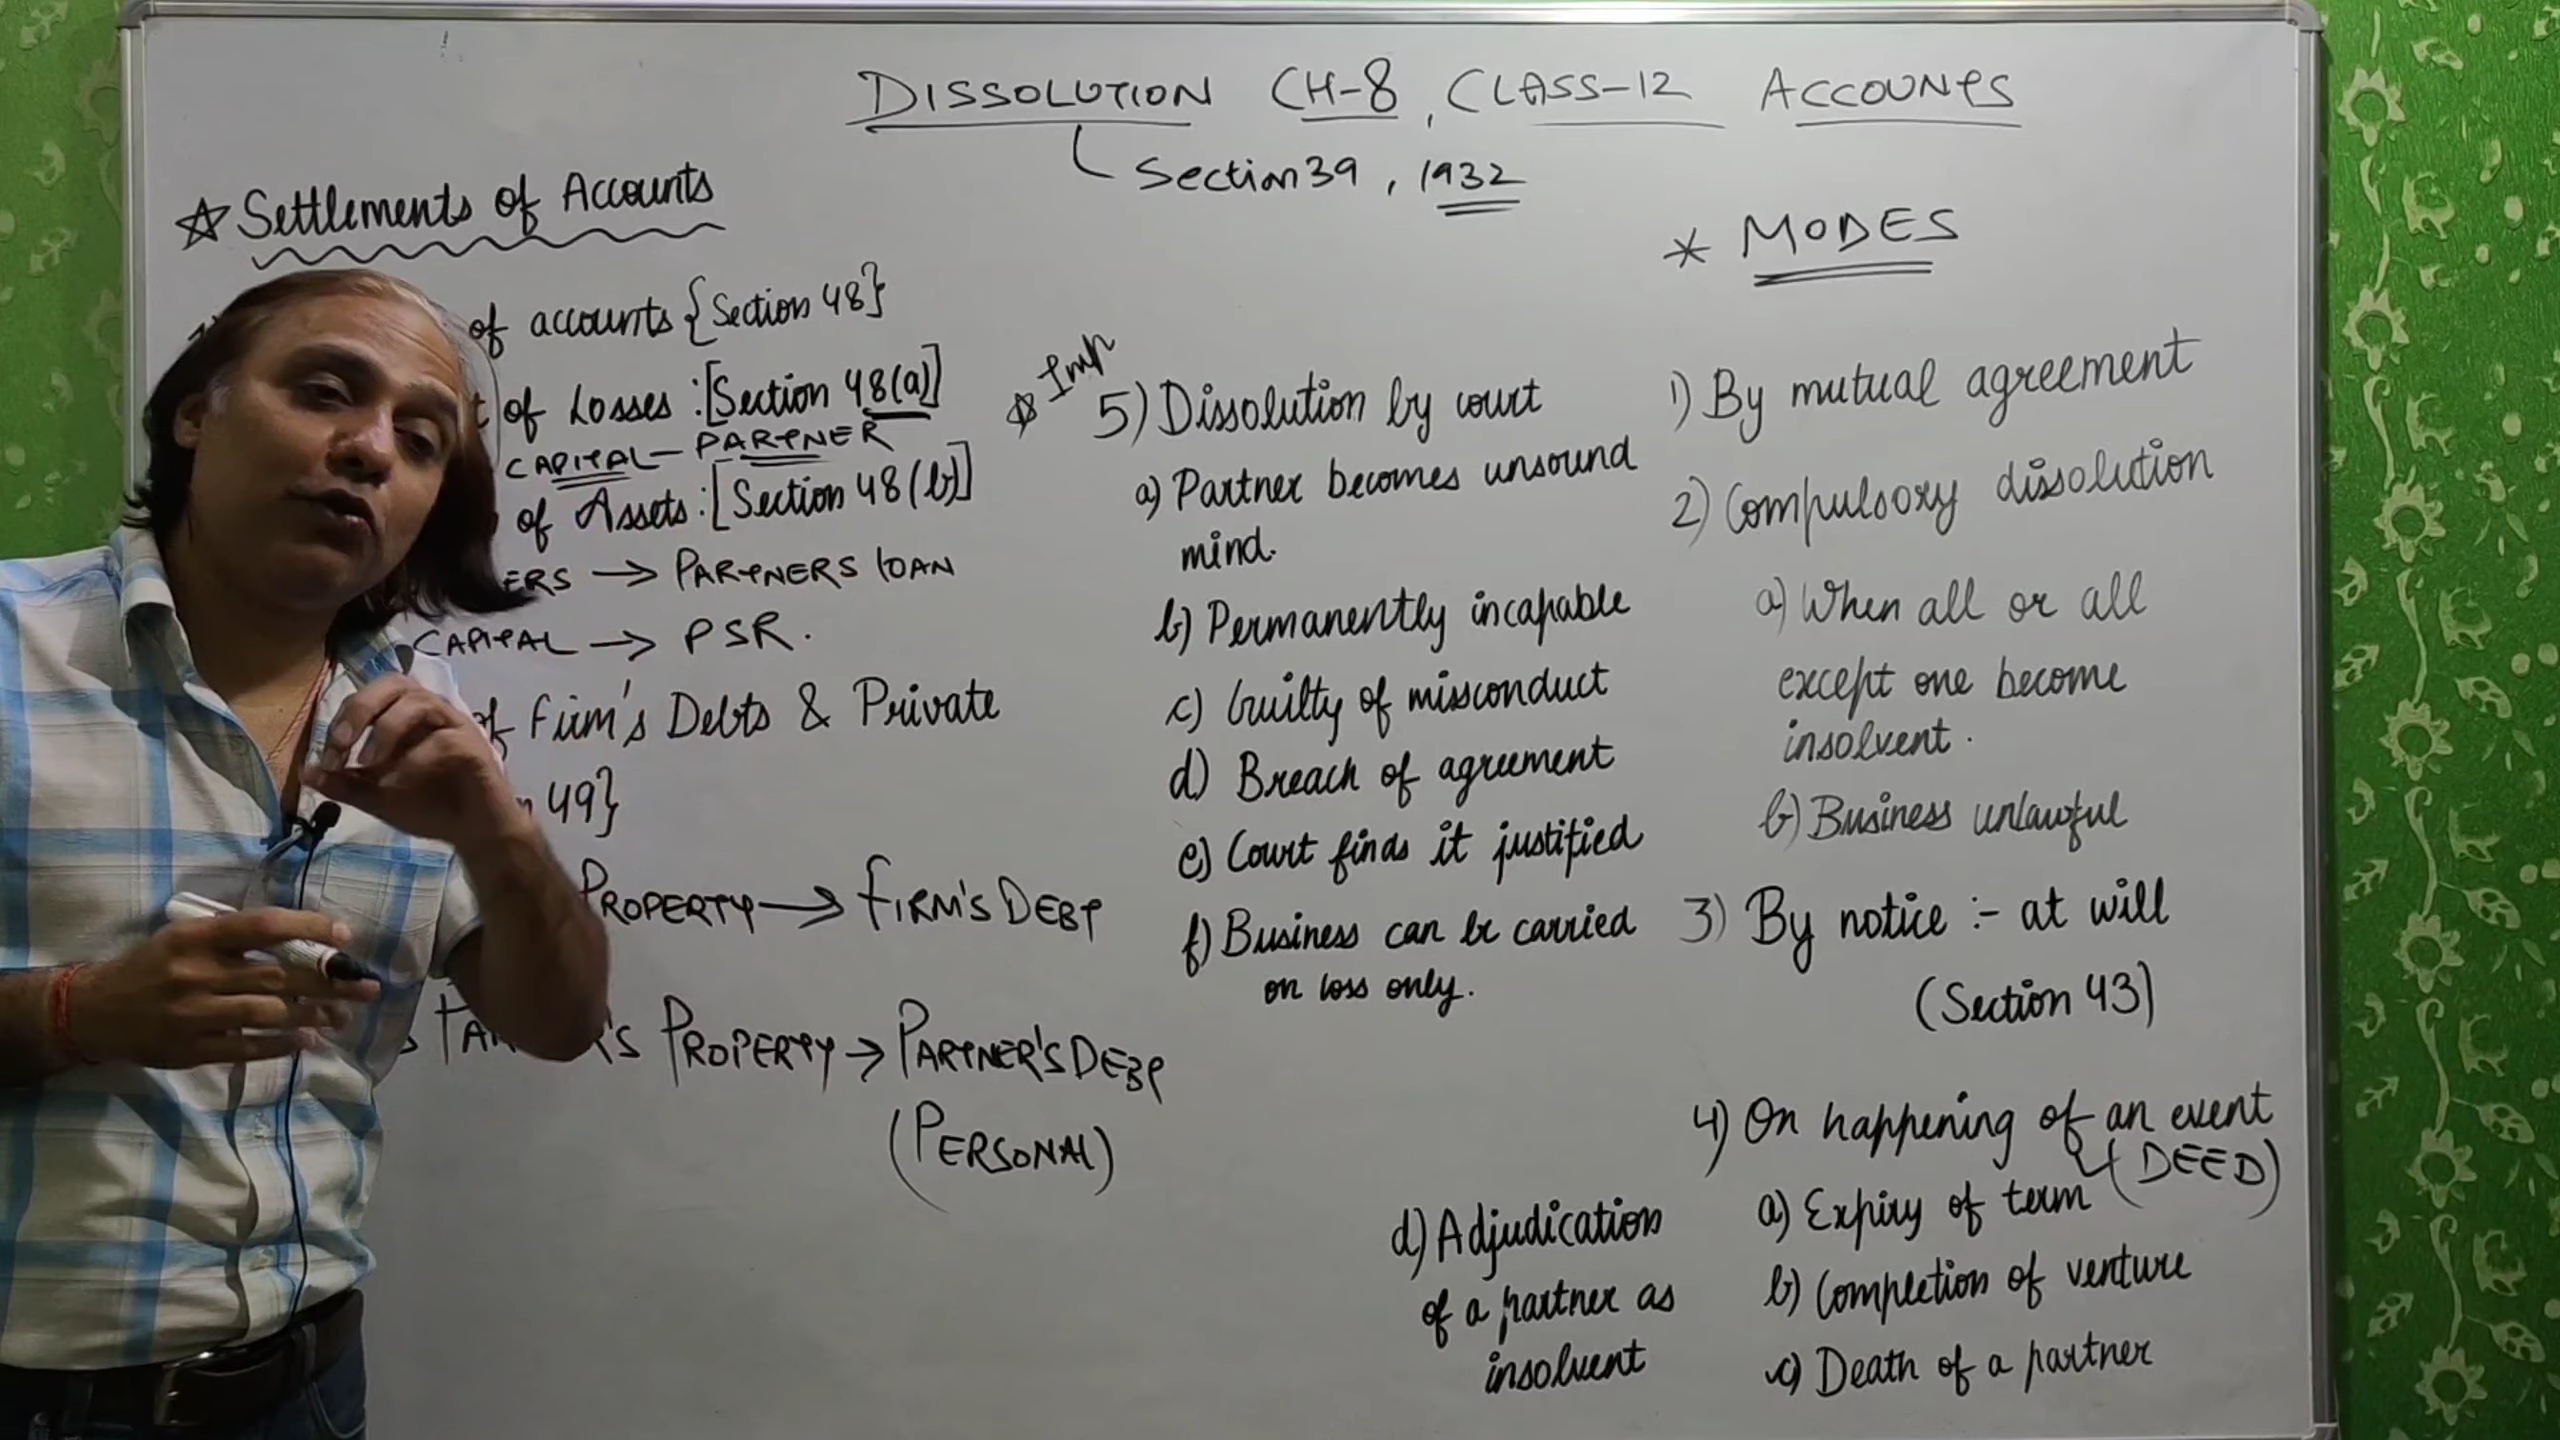 DISSOLUTION CH-8, CLASS-12 ACCOUNTS
Section 39, 1932
☆ Settlements of Accounts
of accounts {Section 48}
of Losses :[Section 48(a)]
CAPITAL - PARTNER
of Assets :[Section 48(b)]
→ PARTNERS LOAN
CAPITAL → PSR.
of Firm's Debts & Private
49}
PROPERTY → FIRM'S DEBT
PROPERTY → PARTNER'S DEBT
(PERSONAL)
☆ Imp
5) Dissolution by court
a) Partner becomes unsound
mind.
b) Permanently incapable
c) Guilty of misconduct
d) Breach of agreement
e) Court finds it justified
f) Business can be carried
on loss only.
* MODES
1) By mutual agreement
2) Compulsory dissolution
a) When all or all
except one become
insolvent.
b) Business unlawful
3) By notice :- at will
(Section 43)
4) On happening of an event
(DEED)
a) Expiry of term
b) Completion of venture
c) Death of a partner
d) Adjudication
of a partner as
insolvent